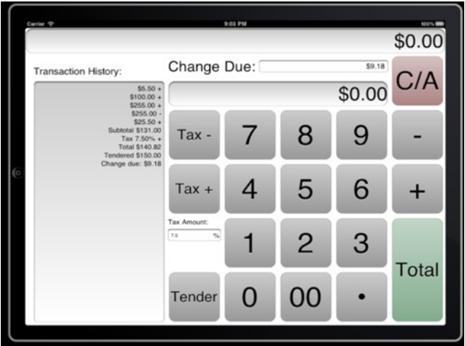 Carrier 9:03 PM 100%
$0.00
Transaction History:
Change Due: $9.18
C/A
$0.00
$5.50 +
$100.00 +
$255.00 +
$255.00 -
$25.50 +
Subtotal $131.00
Tax 7.50% +
Total $140.82
Tendered $150.00
Change due: $9.18
Tax - 7 8 9 -
Tax + 4 5 6 +
Tax Amount:
7.5 %
1 2 3
Total
Tender 0 00 •